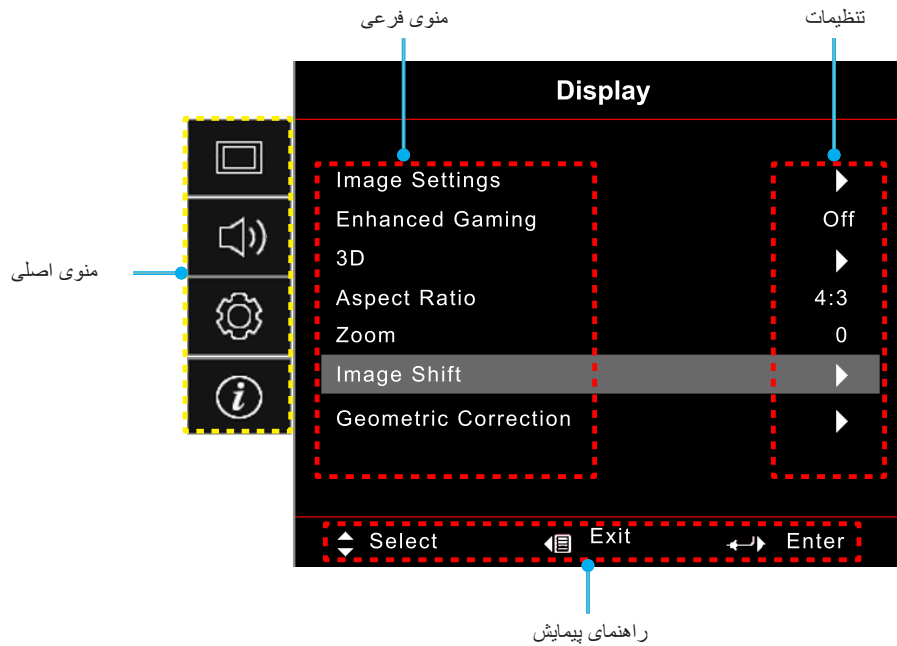 منوی فرعی
تنظیمات
Display
Image Settings
Enhanced Gaming Off
3D
منوی اصلی
Aspect Ratio 4:3
Zoom 0
Image Shift
Geometric Correction
Select Exit Enter
راهنمای پیمایش